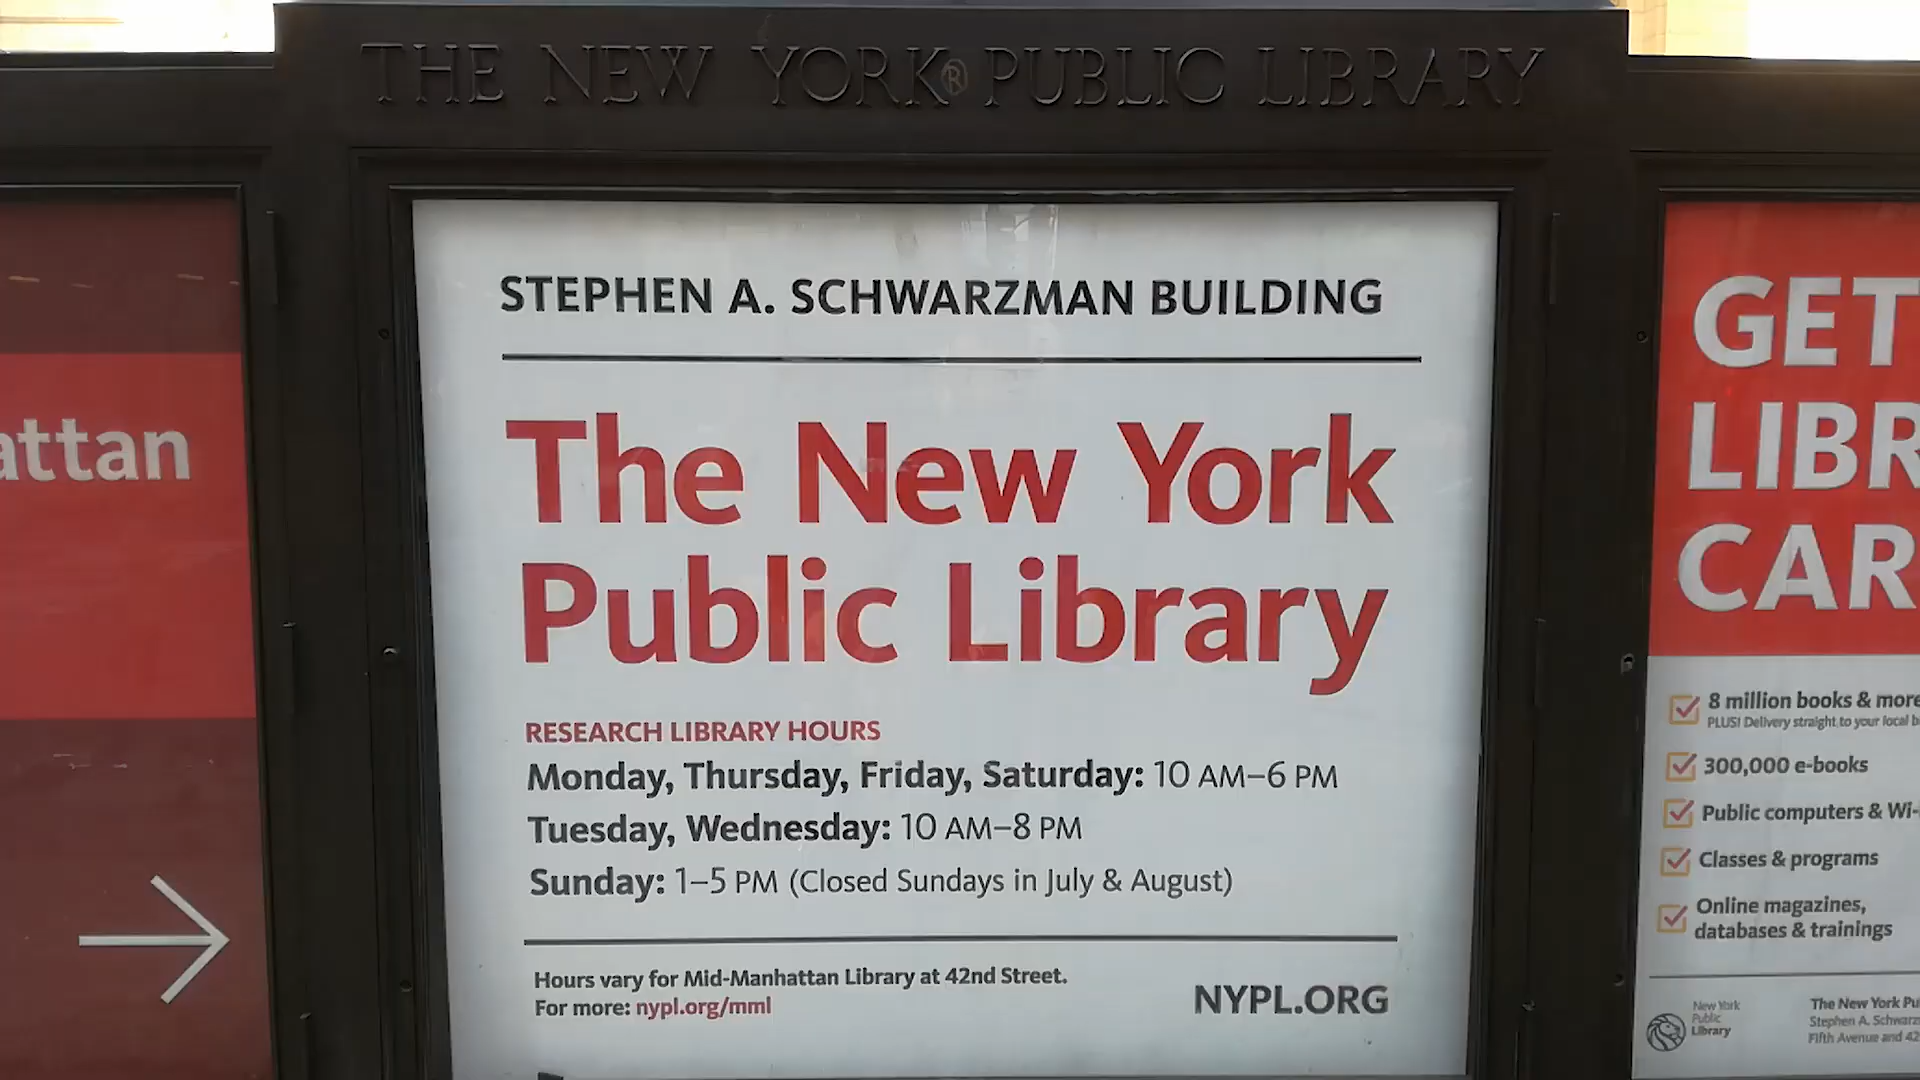 THE NEW YORK® PUBLIC LIBRARY
attan
STEPHEN A. SCHWARZMAN BUILDING
The New York
Public Library
RESEARCH LIBRARY HOURS
Monday, Thursday, Friday, Saturday: 10 AM–6 PM
Tuesday, Wednesday: 10 AM–8 PM
Sunday: 1–5 PM (Closed Sundays in July & August)
Hours vary for Mid-Manhattan Library at 42nd Street.
For more: nypl.org/mml
NYPL.ORG
GET
LIBR
CAR
8 million books & more
PLUS! Delivery straight to your local b
300,000 e-books
Public computers & Wi-
Classes & programs
Online magazines,
databases & trainings
New York
Public
Library
The New York Pu
Stephen A. Schwarz
Fifth Avenue and 42